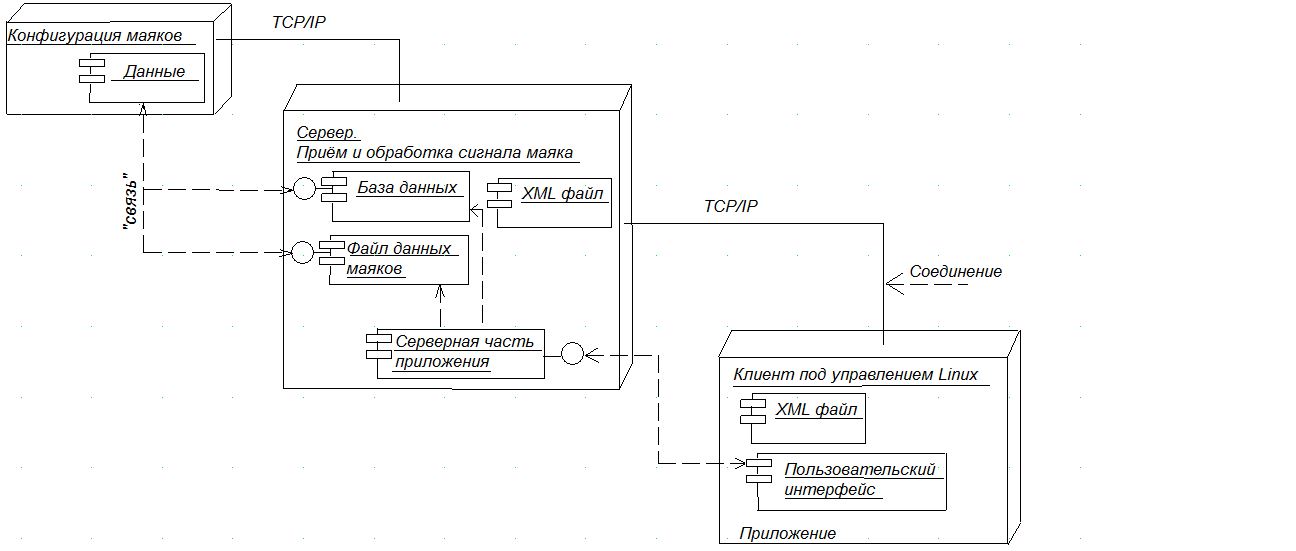 Конфигурация маяков
Данные
TCP/IP
"связь"
Сервер.
Приём и обработка сигнала маяка
База данных
XML файл
Файл данных
маяков
Серверная часть
приложения
TCP/IP
Соединение
Клиент под управлением Linux
XML файл
Пользовательский
интерфейс
Приложение